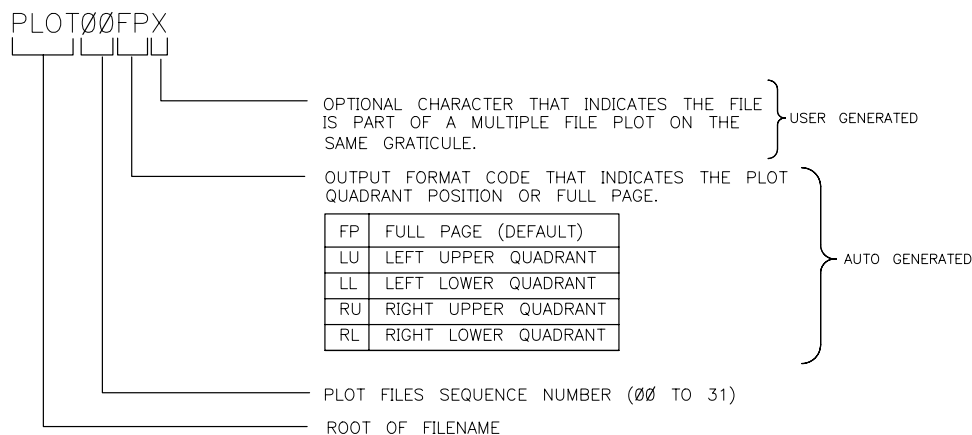 PLOTØØFPX
OPTIONAL CHARACTER THAT INDICATES THE FILE
IS PART OF A MULTIPLE FILE PLOT ON THE
SAME GRATICULE.
USER GENERATED
OUTPUT FORMAT CODE THAT INDICATES THE PLOT
QUADRANT POSITION OR FULL PAGE.
FP FULL PAGE (DEFAULT)
LU LEFT UPPER QUADRANT
LL LEFT LOWER QUADRANT
RU RIGHT UPPER QUADRANT
RL RIGHT LOWER QUADRANT
AUTO GENERATED
PLOT FILES SEQUENCE NUMBER (ØØ TO 31)
ROOT OF FILENAME